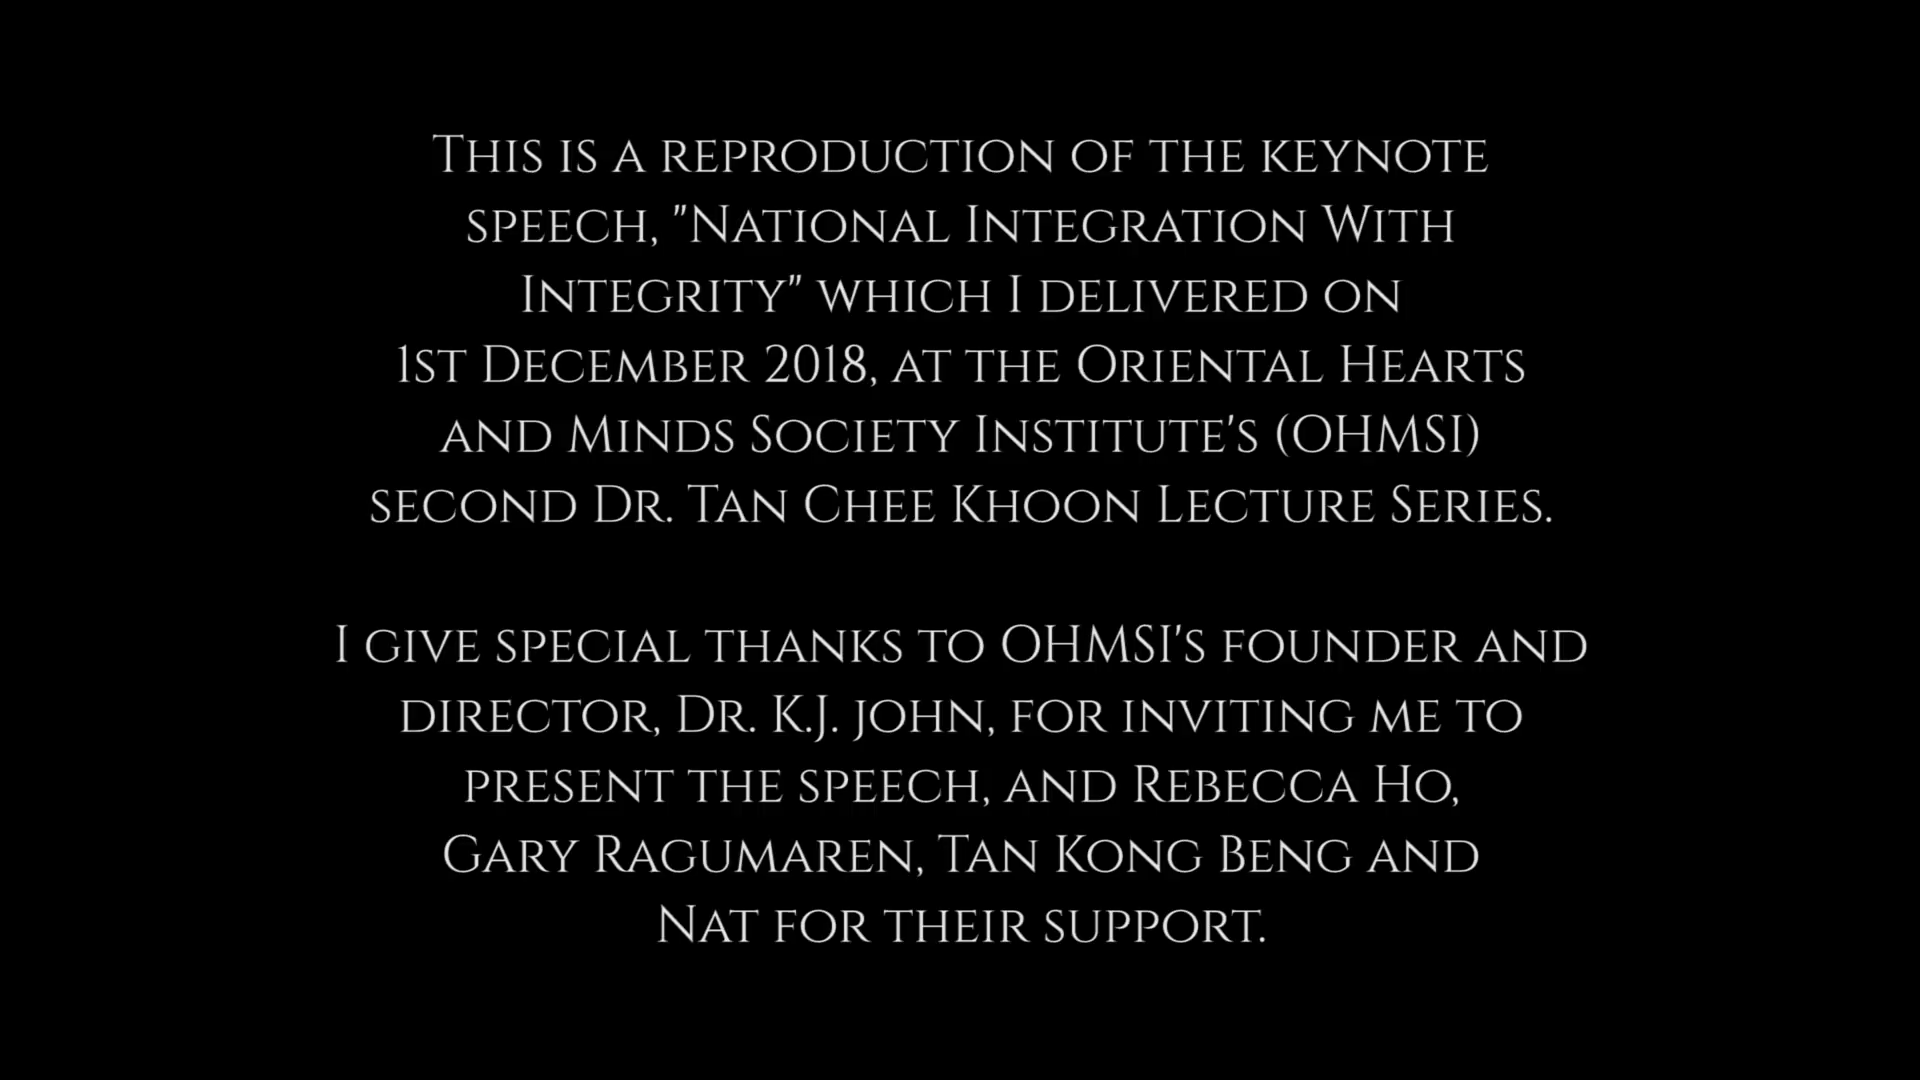 This is a reproduction of the keynote
speech, "National Integration With
Integrity" which I delivered on
1st December 2018, at the Oriental Hearts
and Minds Society Institute's (OHMSI)
second Dr. Tan Chee Khoon Lecture Series.
I give special thanks to OHMSI's founder and
director, Dr. K.J. John, for inviting me to
present the speech, and Rebecca Ho,
Gary Ragumaren, Tan Kong Beng and
Nat for their support.